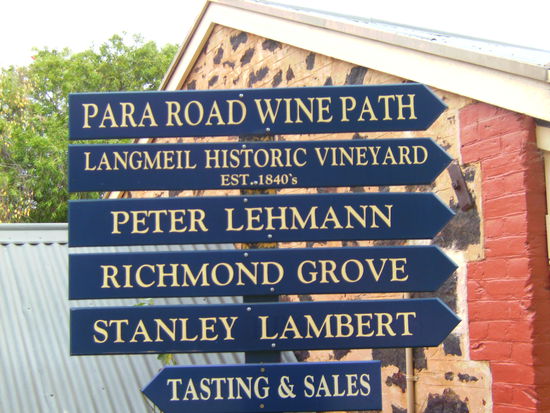 PARA ROAD WINE PATH
LANGMEIL HISTORIC VINEYARD
EST. 1840's
PETER LEHMANN
RICHMOND GROVE
STANLEY LAMBERT
TASTING & SALES